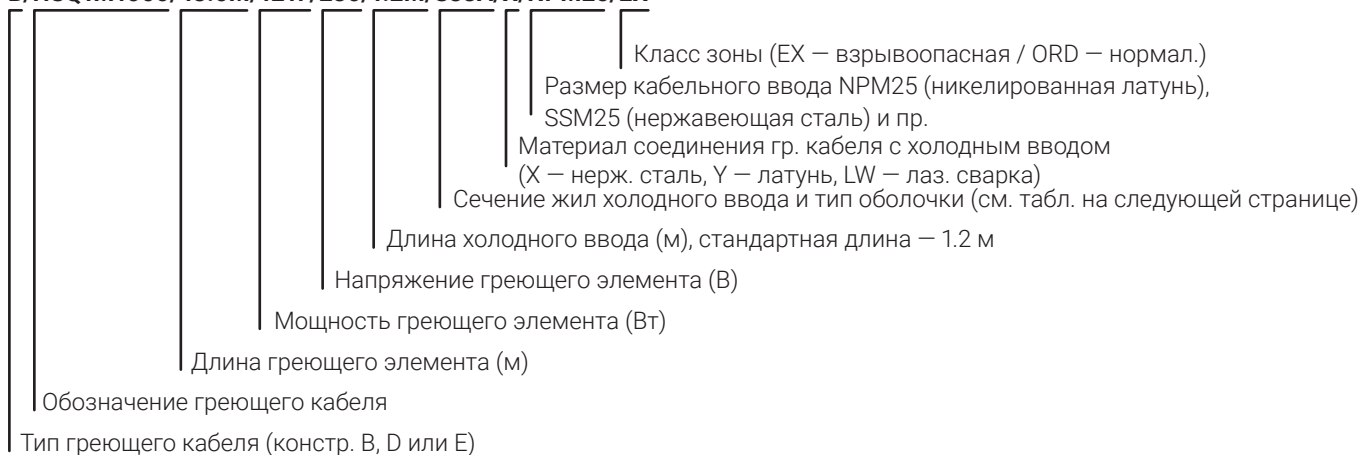 Класс зоны (EX — взрывоопасная / ORD — нормал.)
Размер кабельного ввода NPM25 (никелированная латунь),
SSM25 (нержавеющая сталь) и пр.
Материал соединения гр. кабеля с холодным вводом
(X — нерж. сталь, Y — латунь, LW — лаз. сварка)
Сечение жил холодного ввода и тип оболочки (см. табл. на следующей странице)
Длина холодного ввода (м), стандартная длина — 1.2 м
Напряжение греющего элемента (В)
Мощность греющего элемента (Вт)
Длина греющего элемента (м)
Обозначение греющего кабеля
Тип греющего кабеля (констр. B, D или E)